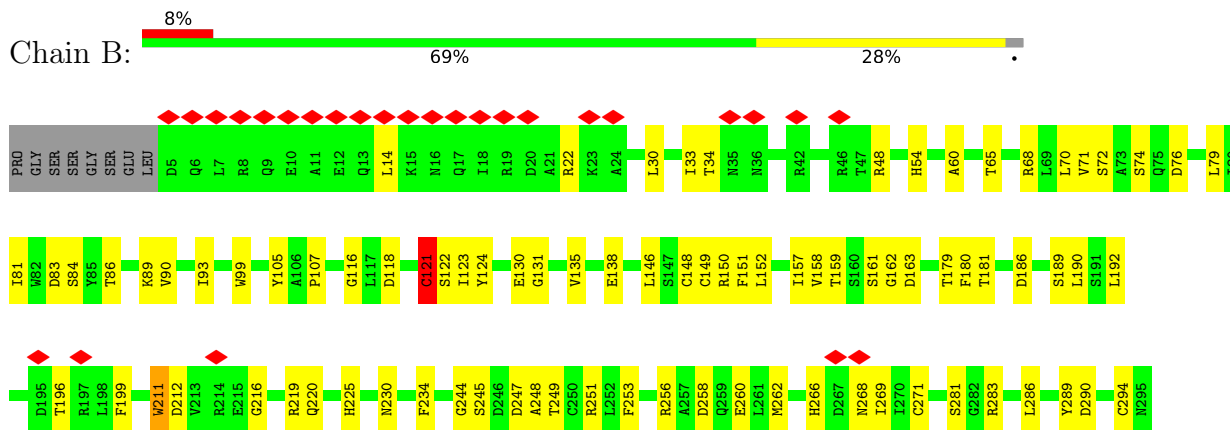 8%
Chain B:
69% 28% .
PRO GLY SER SER GLY SER GLU LEU D5 Q6 L7 R8 Q9 E10 A11 E12 Q13 L14 K15 N16 Q17 I18 R19 D20 A21 R22 K23 A24 L30 I33 T34 N35 N36 R42 R46 T47 R48 H54 A60 T65 R68 L69 L70 V71 S72 A73 S74 Q75 D76 L79
I81 W82 D83 S84 Y85 T86 K89 V90 I93 W99 Y105 A106 P107 G116 L117 D118 C121 S122 I123 Y124 E130 G131 V135 E138 L146 S147 C148 C149 R150 F151 L152 I157 V158 T159 S160 S161 G162 D163 T179 F180 T181 D186 S189 L190 S191 L192
D195 T196 R197 L198 F199 W211 D212 V213 R214 E215 G216 R219 Q220 H225 N230 F234 G244 S245 D246 D247 A248 T249 C250 R251 L252 F253 R256 A257 D258 Q259 E260 L261 M262 H266 D267 N268 I269 I270 C271 S281 G282 R283 L286 Y289 D290 C294 N295